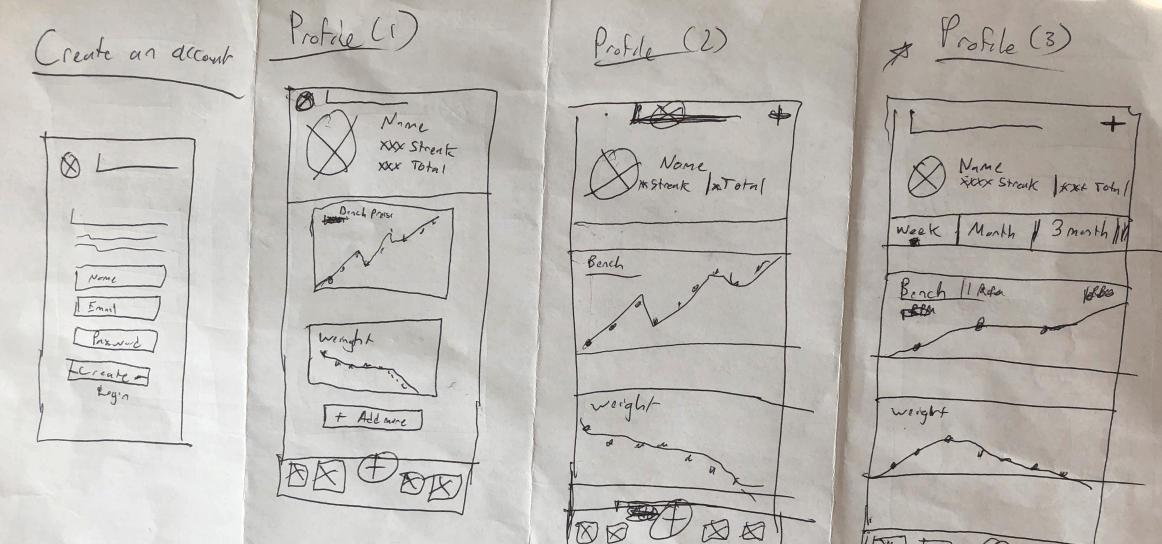 Create an account
Name
Email
Password
Create
Login
Profile (1)
Name
xxx Streak
xxx Total
Bench press
Weight
+ Add more
Profile (2)
Name
x Streak | x Total
Bench
Weight
Profile (3)
Name
xxxx Streak | xxx Total
Week | Month | 3 month
Bench | 1
Weight